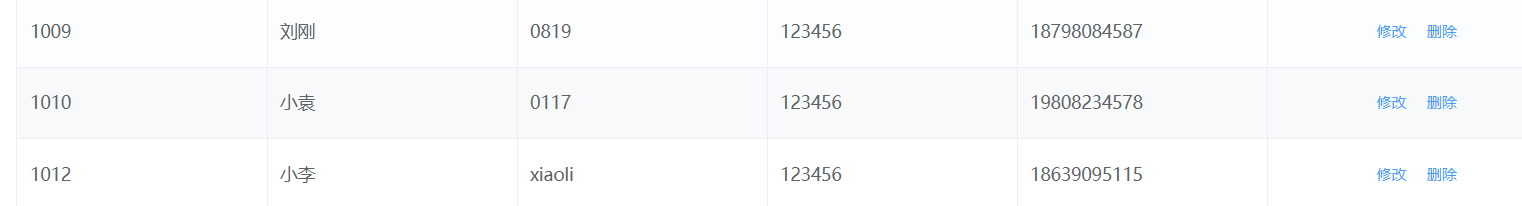 1009 刘刚 0819 123456 18798084587 修改 删除
1010 小袁 0117 123456 19808234578 修改 删除
1012 小李 xiaoli 123456 18639095115 修改 删除